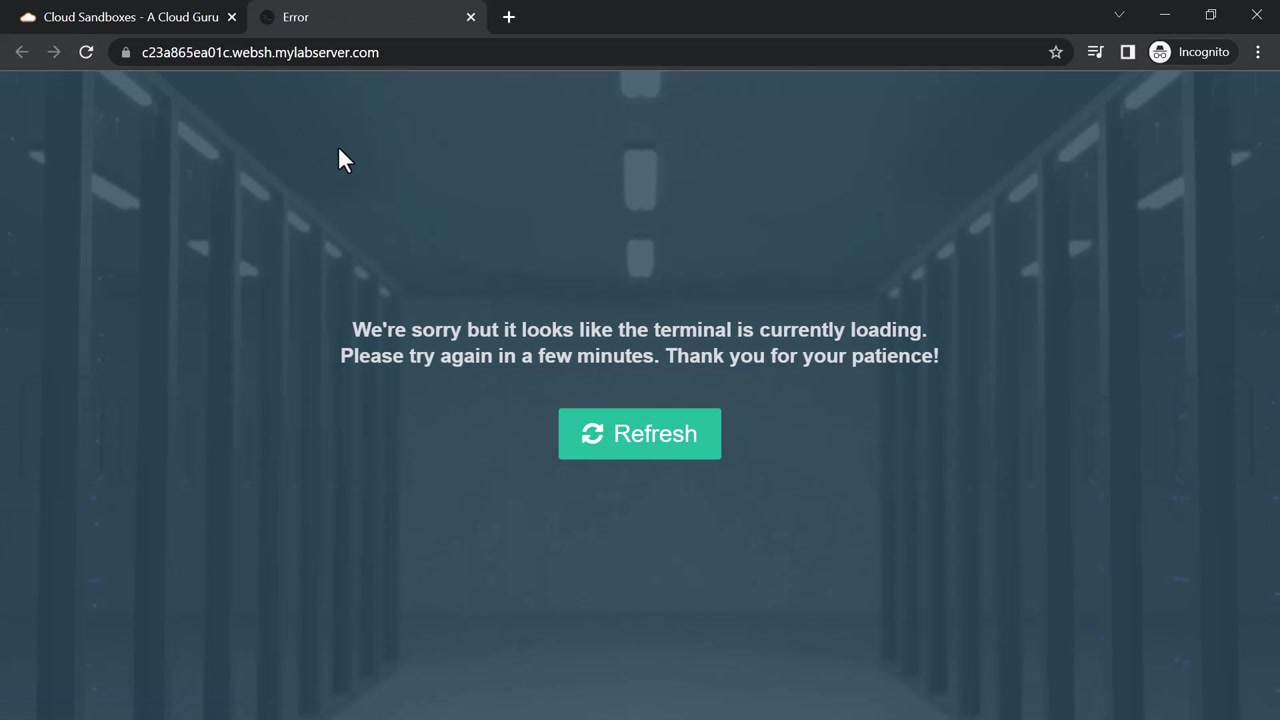 Cloud Sandboxes - A Cloud Guru
Error
c23a865ea01c.websh.mylabserver.com
Incognito
We're sorry but it looks like the terminal is currently loading.
Please try again in a few minutes. Thank you for your patience!
Refresh